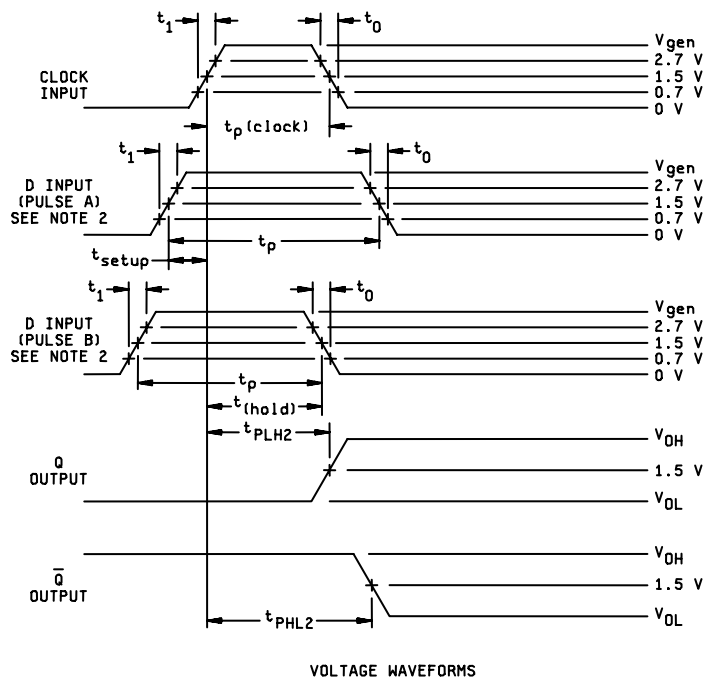 t1
t0
Vgen
2.7 V
CLOCK
INPUT
1.5 V
0.7 V
0 V
tp(clock)
t1
t0
Vgen
2.7 V
D INPUT
(PULSE A)
SEE NOTE 2
1.5 V
0.7 V
0 V
tp
tsetup
t1
t0
Vgen
2.7 V
D INPUT
(PULSE B)
SEE NOTE 2
1.5 V
0.7 V
0 V
tp
t(hold)
tPLH2
VOH
Q
OUTPUT
1.5 V
VOL
VOH
Q̅
OUTPUT
1.5 V
VOL
tPHL2
VOLTAGE WAVEFORMS